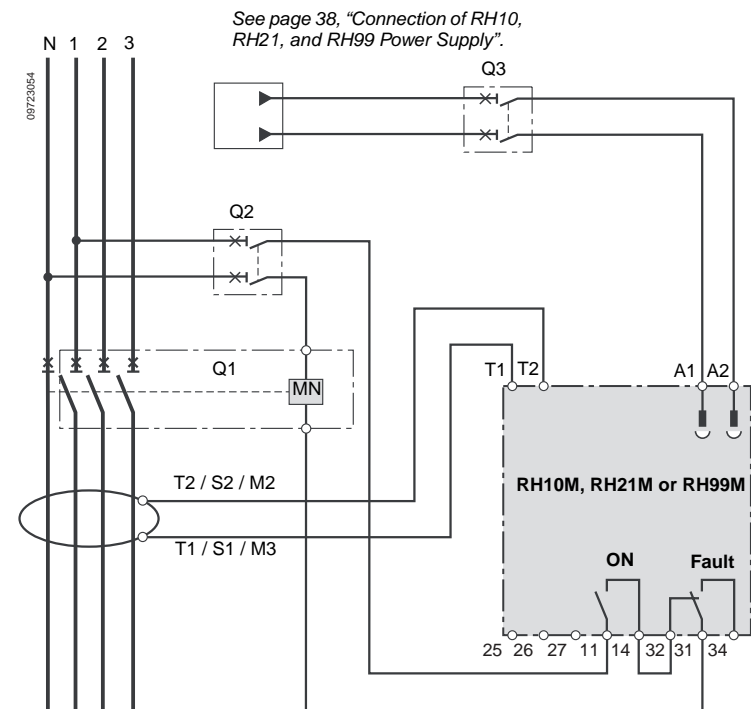 See page 38, “Connection of RH10,
RH21, and RH99 Power Supply”.
N 1 2 3
09723054
Q3
Q2
Q1
MN
T1 T2
A1 A2
T2 / S2 / M2
T1 / S1 / M3
RH10M, RH21M or RH99M
ON
Fault
25 26 27 11 14 32 31 34